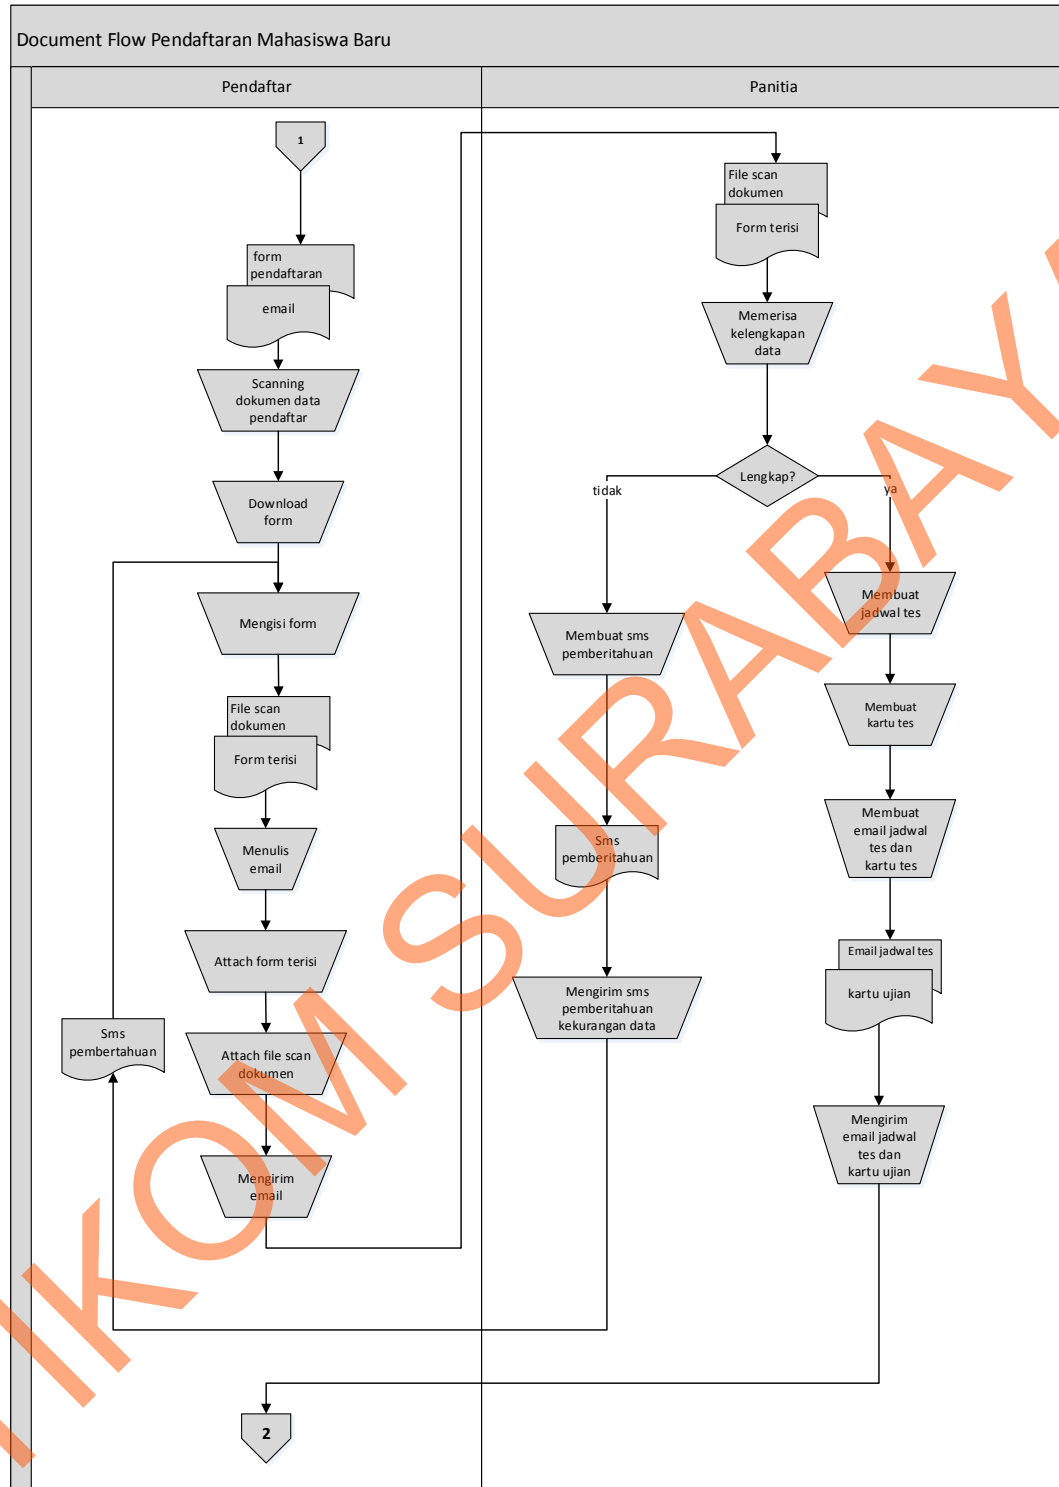 Document Flow Pendaftaran Mahasiswa Baru
Pendaftar
Panitia
1
form
pendaftaran
email
Scanning
dokumen data
pendaftar
Download
form
Mengisi form
File scan
dokumen
Form terisi
Menulis
email
Attach form terisi
Attach file scan
dokumen
Mengirim
email
Sms
pembertahuan
2
File scan
dokumen
Form terisi
Memerisa
kelengkapan
data
Lengkap?
tidak
ya
Membuat sms
pemberitahuan
Sms
pemberitahuan
Mengirim sms
pemberitahuan
kekurangan data
Membuat
jadwal tes
Membuat
kartu tes
Membuat
email jadwal
tes dan
kartu tes
Email jadwal tes
kartu ujian
Mengirim
email jadwal
tes dan
kartu ujian
IKOM SURABAYA